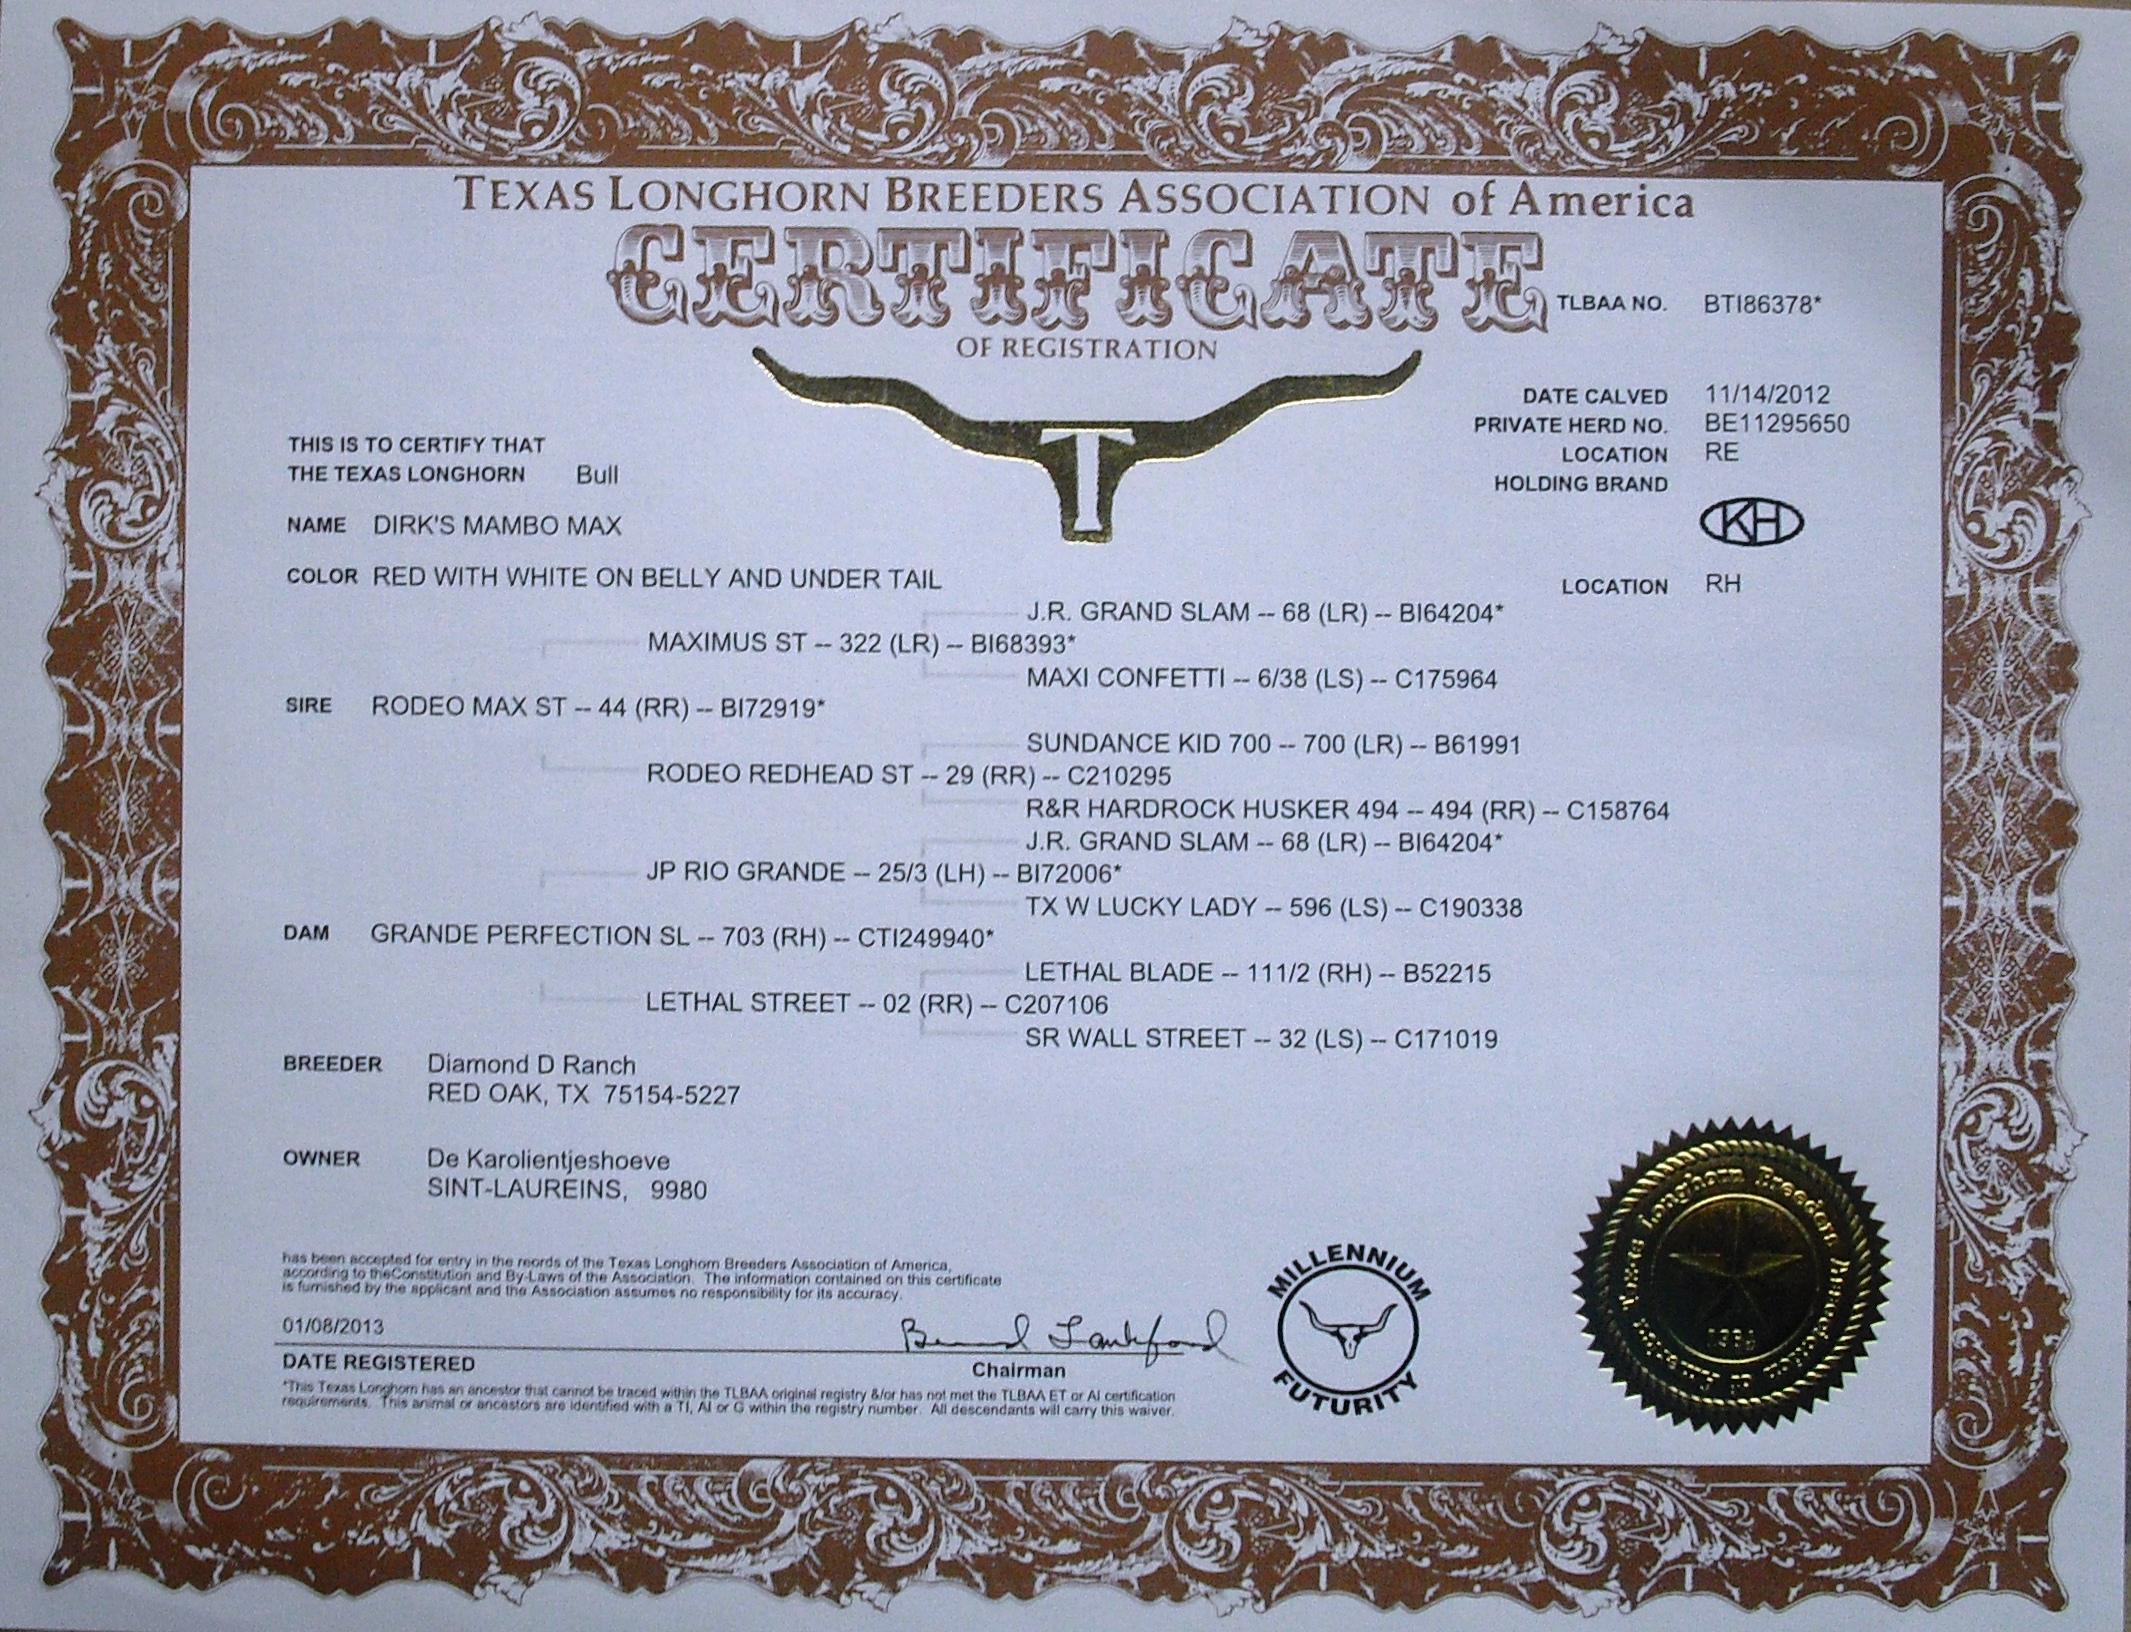 TEXAS LONGHORN BREEDERS ASSOCIATION of America
CERTIFICATE
OF REGISTRATION
TLBAA NO. BTI86378*
DATE CALVED 11/14/2012
PRIVATE HERD NO. BE11295650
LOCATION RE
HOLDING BRAND
KH
LOCATION RH
T
THIS IS TO CERTIFY THAT
THE TEXAS LONGHORN Bull
NAME DIRK'S MAMBO MAX
COLOR RED WITH WHITE ON BELLY AND UNDER TAIL
J.R. GRAND SLAM -- 68 (LR) -- BI64204*
MAXIMUS ST -- 322 (LR) -- BI68393*
MAXI CONFETTI -- 6/38 (LS) -- C175964
SIRE RODEO MAX ST -- 44 (RR) -- BI72919*
SUNDANCE KID 700 -- 700 (LR) -- B61991
RODEO REDHEAD ST -- 29 (RR) -- C210295
R&R HARDROCK HUSKER 494 -- 494 (RR) -- C158764
J.R. GRAND SLAM -- 68 (LR) -- BI64204*
JP RIO GRANDE -- 25/3 (LH) -- BI72006*
TX W LUCKY LADY -- 596 (LS) -- C190338
DAM GRANDE PERFECTION SL -- 703 (RH) -- CTI249940*
LETHAL BLADE -- 111/2 (RH) -- B52215
LETHAL STREET -- 02 (RR) -- C207106
SR WALL STREET -- 32 (LS) -- C171019
BREEDER Diamond D Ranch
RED OAK, TX 75154-5227
OWNER De Karolientjeshoeve
SINT-LAUREINS, 9980
has been accepted for entry in the reords of the Texas Longhorn Breeders Association of America,
according to theConstitution and By-Laws of the Association. The information contained on this certificate
is furnished by the applicant and the Association assumes no responsibility for its accuracy.
01/08/2013
DATE REGISTERED
Chairman
*This Texas Longhorn has an ancestor that cannot be traced within the TLBAA original registry &/or has not met the TLBAA ET or AI certification
requirements. This animal or ancestors are identified with a TI, AI or G within the registry number. All descendants will carry this waiver.
MILLENNIUM
FUTURITY
Texas Longhorn Breeders Association of America
1964